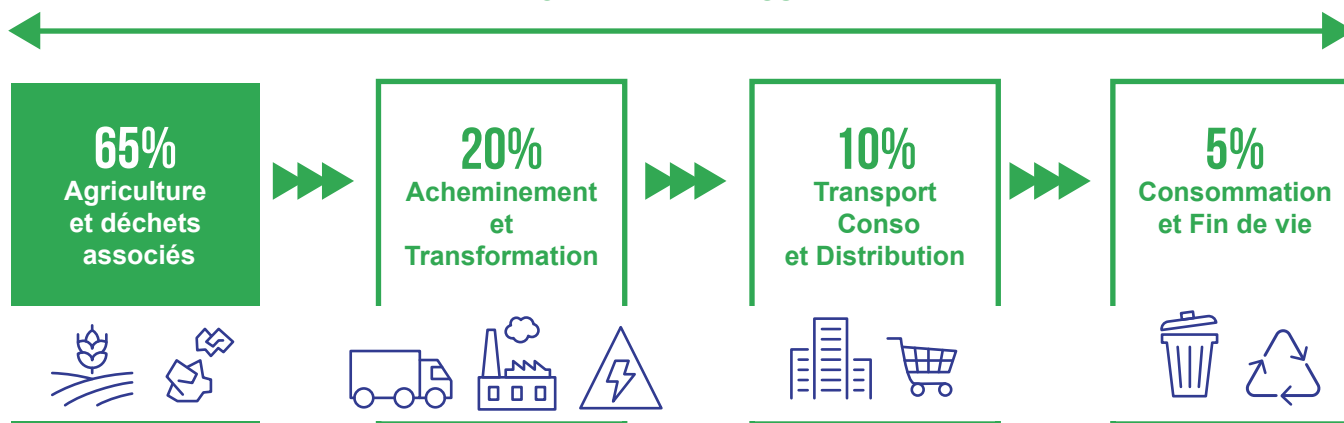 65%
Agriculture
et déchets
associés
20%
Acheminement
et
Transformation
10%
Transport
Conso
et Distribution
5%
Consommation
et Fin de vie